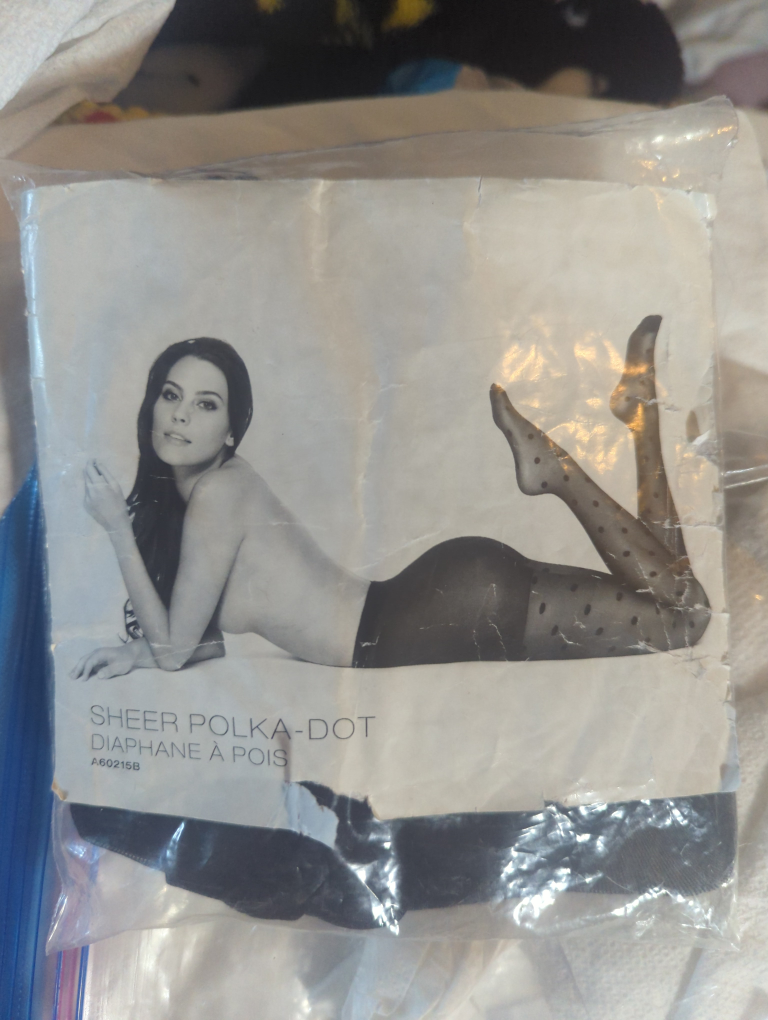 SHEER POLKA-DOT
DIAPHANE À POIS
A60215B